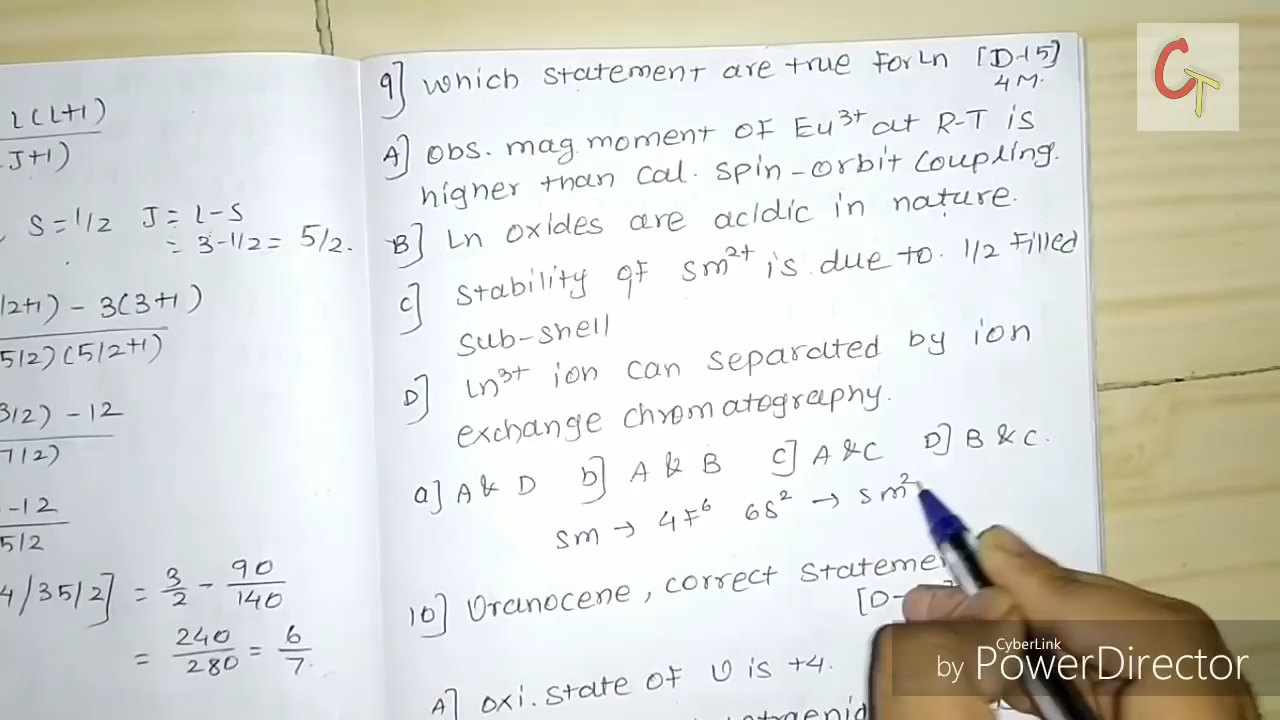 L(L+1)
J+1)
S=1/2 J= L-S
= 3-1/2= 5/2.
/2+1) - 3(3+1)
5/2)(5/2+1)
3/2) -12
7/2)
-12
5/2
4/35/2] = 3/2 - 90/140
= 240/280 = 6/7.
9] which statement are true for Ln [D-15]
4M.
A] Obs. mag. moment of Eu3+ at R-T is
higher than cal. spin-orbit coupling.
B] Ln oxides are acidic in nature.
C] Stability of Sm2+ is due to 1/2 Filled
sub-shell
D] Ln3+ ion can separated by ion
exchange chromatography.
a] A & D b] A & B C] A & C D] B & C.
Sm → 4F6 6S2 → Sm2
10] Uranocene, correct stateme
[D-
A] Oxi. state of U is +4.
CT
CyberLink
by PowerDirector